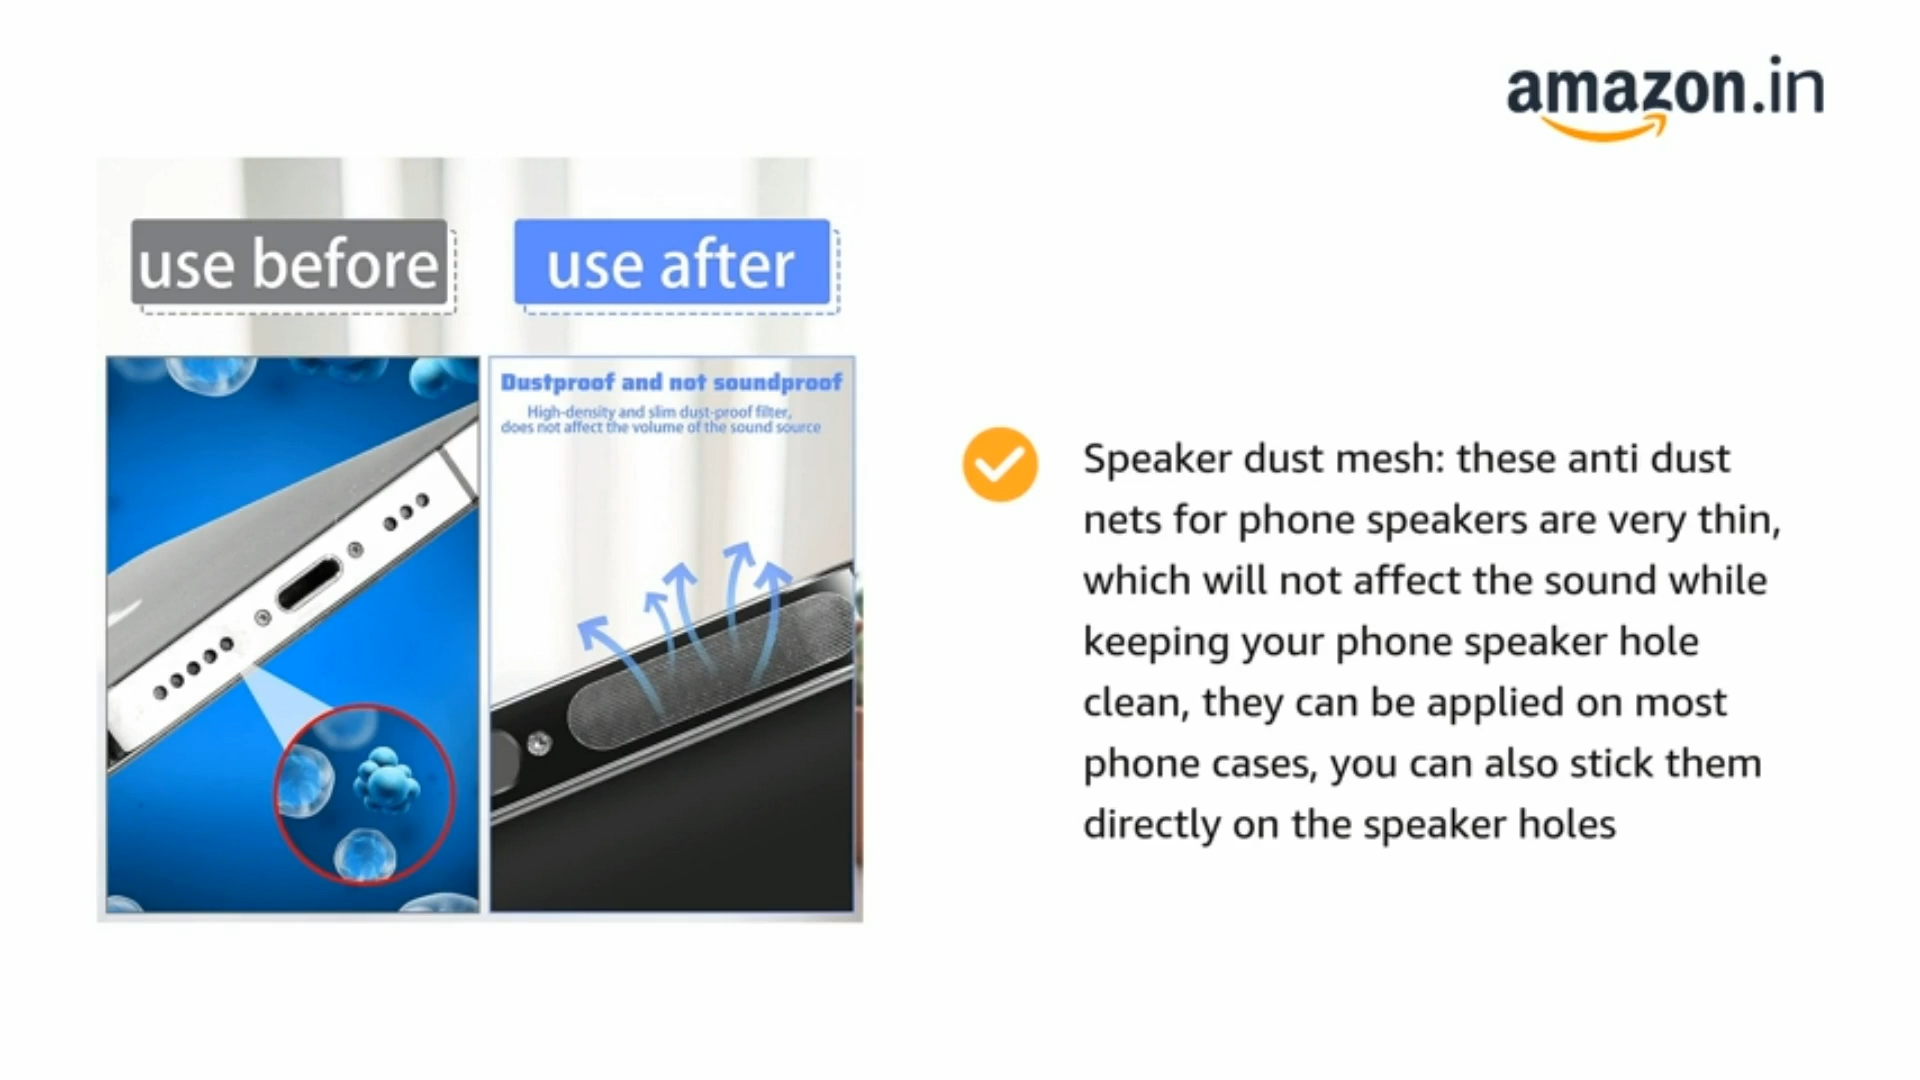 amazon.in
use before
use after
Dustproof and not soundproof
High-density and slim dust-proof filter,
does not affect the volume of the sound source
Speaker dust mesh: these anti dust
nets for phone speakers are very thin,
which will not affect the sound while
keeping your phone speaker hole
clean, they can be applied on most
phone cases, you can also stick them
directly on the speaker holes